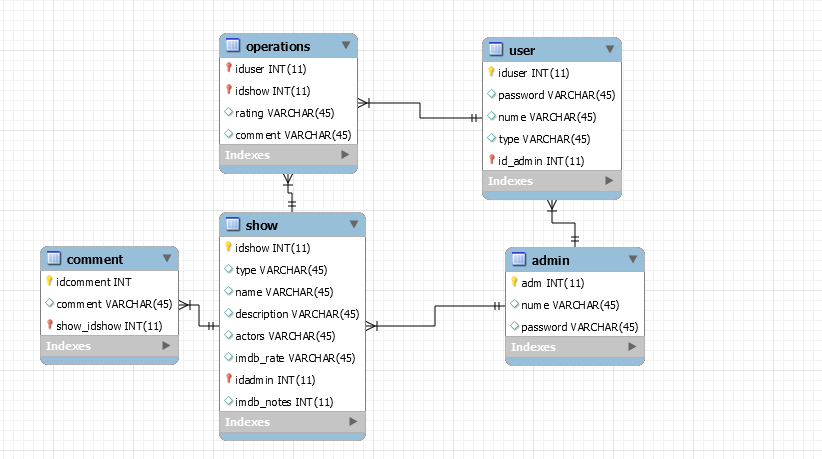 operations
iduser INT(11)
idshow INT(11)
rating VARCHAR(45)
comment VARCHAR(45)
Indexes
user
iduser INT(11)
password VARCHAR(45)
nume VARCHAR(45)
type VARCHAR(45)
id_admin INT(11)
Indexes
comment
idcomment INT
comment VARCHAR(45)
show_idshow INT(11)
Indexes
show
idshow INT(11)
type VARCHAR(45)
name VARCHAR(45)
description VARCHAR(45)
actors VARCHAR(45)
imdb_rate VARCHAR(45)
idadmin INT(11)
imdb_notes INT(11)
Indexes
admin
adm INT(11)
nume VARCHAR(45)
password VARCHAR(45)
Indexes